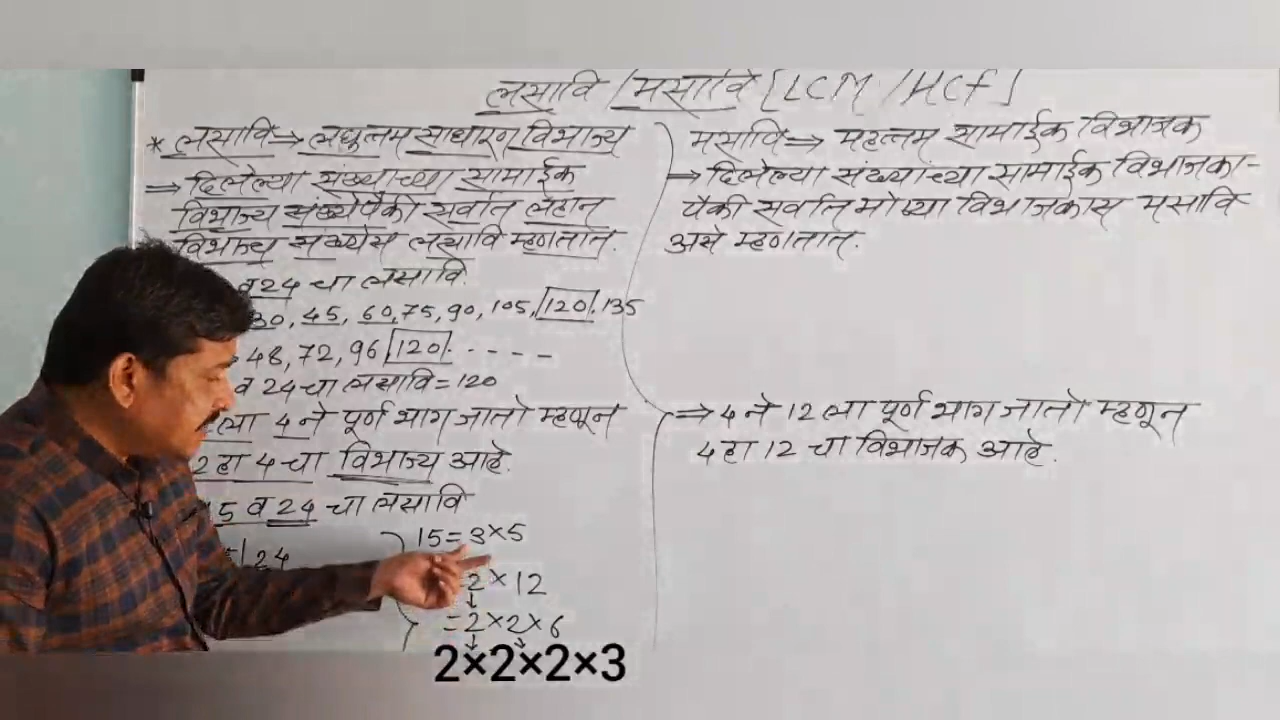 लसावि / मसावि [LCM / HCF]
* लसावि → लघुत्तम साधारण विभाज्य
⇒ दिलेल्या संख्यांच्या सामाईक
विभाज्य संख्येपैकी सर्वात लहान
विभाज्य संख्येस लसावि म्हणतात.
व 24 चा लसावि.
30, 45, 60, 75, 90, 105, 120, 135
48, 72, 96 120. - - - -
व 24 चा लसावि = 120
ला 4 ने पूर्ण भाग जातो म्हणून
2 हा 4 चा विभाज्य आहे.
15 व 24 चा लसावि
24
15 = 3 × 5
2 × 12
= 2 × 2 × 6
2×2×2×3
मसावि ⇒ महत्तम सामाईक विभाजक
→ दिलेल्या संख्यांच्या सामाईक विभाजका-
पैकी सर्वात मोठ्या विभाजकास मसावि
असे म्हणतात.
⇒ 4 ने 12 ला पूर्ण भाग जातो म्हणून
4 हा 12 चा विभाजक आहे.